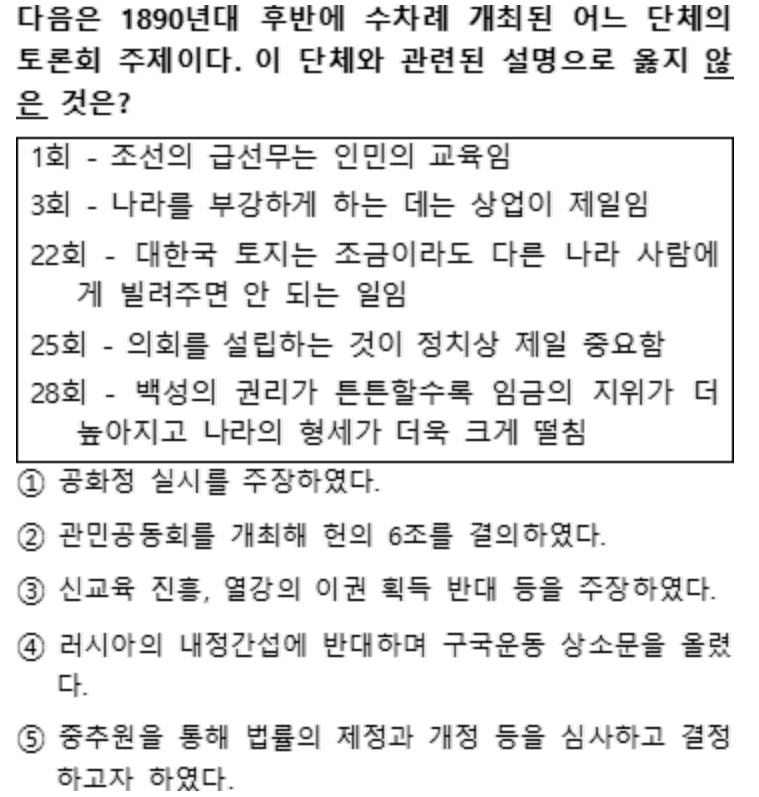 다음은 1890년대 후반에 수차례 개최된 어느 단체의
토론회 주제이다. 이 단체와 관련된 설명으로 옳지 않
은 것은?
1회 - 조선의 급선무는 인민의 교육임
3회 - 나라를 부강하게 하는 데는 상업이 제일임
22회 - 대한국 토지는 조금이라도 다른 나라 사람에
게 빌려주면 안 되는 일임
25회 - 의회를 설립하는 것이 정치상 제일 중요함
28회 - 백성의 권리가 튼튼할수록 임금의 지위가 더
높아지고 나라의 형세가 더욱 크게 떨침
① 공화정 실시를 주장하였다.
② 관민공동회를 개최해 헌의 6조를 결의하였다.
③ 신교육 진흥, 열강의 이권 획득 반대 등을 주장하였다.
④ 러시아의 내정간섭에 반대하며 구국운동 상소문을 올렸
다.
⑤ 중추원을 통해 법률의 제정과 개정 등을 심사하고 결정
하고자 하였다.